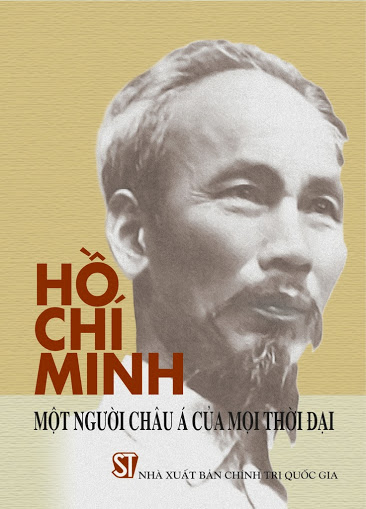 HỒ
CHÍ
MINH
MỘT NGƯỜI CHÂU Á CỦA MỌI THỜI ĐẠI
ST
NHÀ XUẤT BẢN CHÍNH TRỊ QUỐC GIA